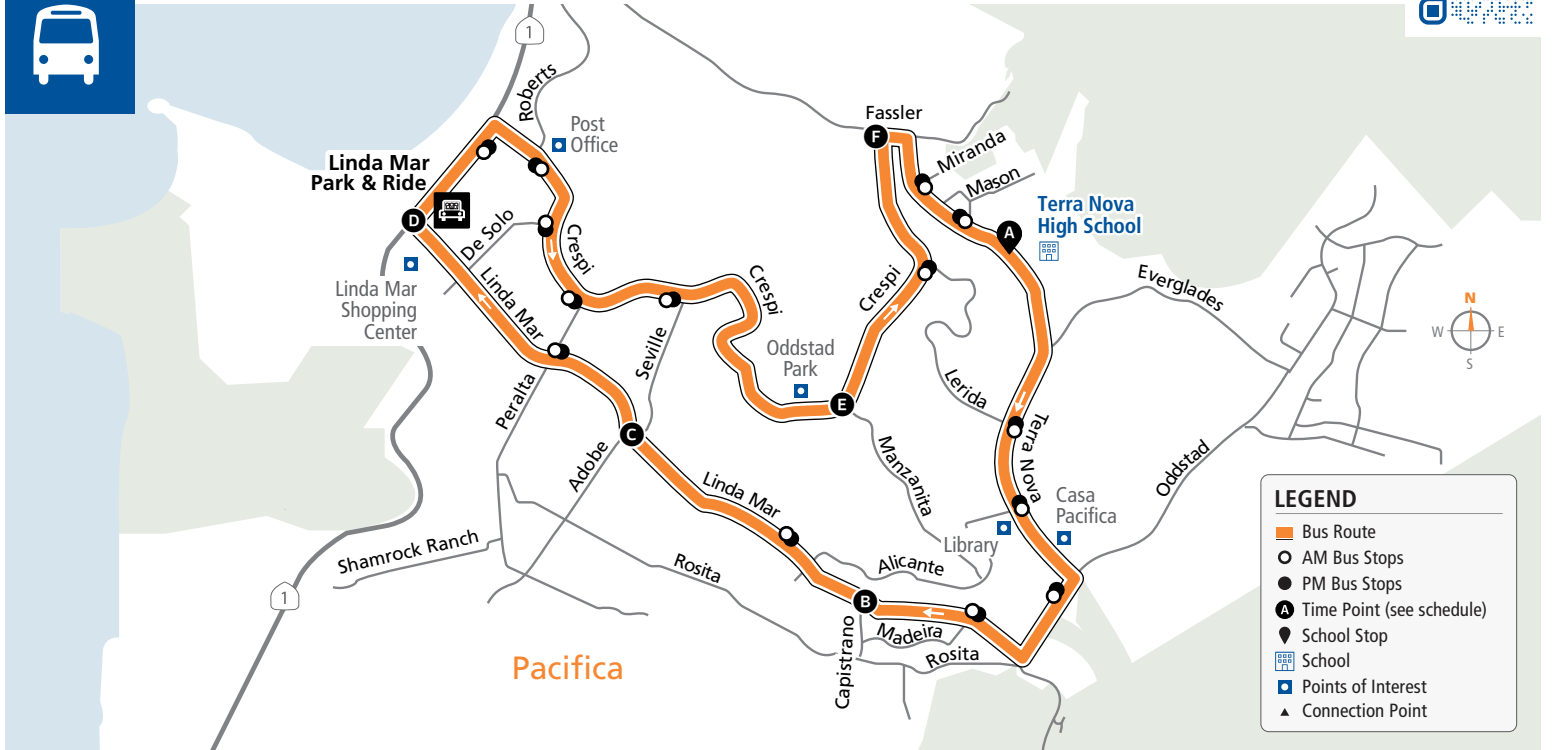 1
Roberts
Post
Office
Fassler
Miranda
Mason
Linda Mar
Park & Ride
D
F
A
Terra Nova
High School
De Solo
Crespi
Linda Mar
Shopping
Center
Linda Mar
Crespi
Crespi
Everglades
N
W
E
S
Seville
Oddstad
Park
E
Lerida
Peralta
C
Adobe
Manzanita
Terra Nova
Oddstad
Linda Mar
Casa
Pacifica
Library
Shamrock Ranch
Rosita
Alicante
1
B
Madeira
Capistrano
Rosita
Pacifica
LEGEND
Bus Route
AM Bus Stops
PM Bus Stops
A Time Point (see schedule)
School Stop
School
Points of Interest
Connection Point